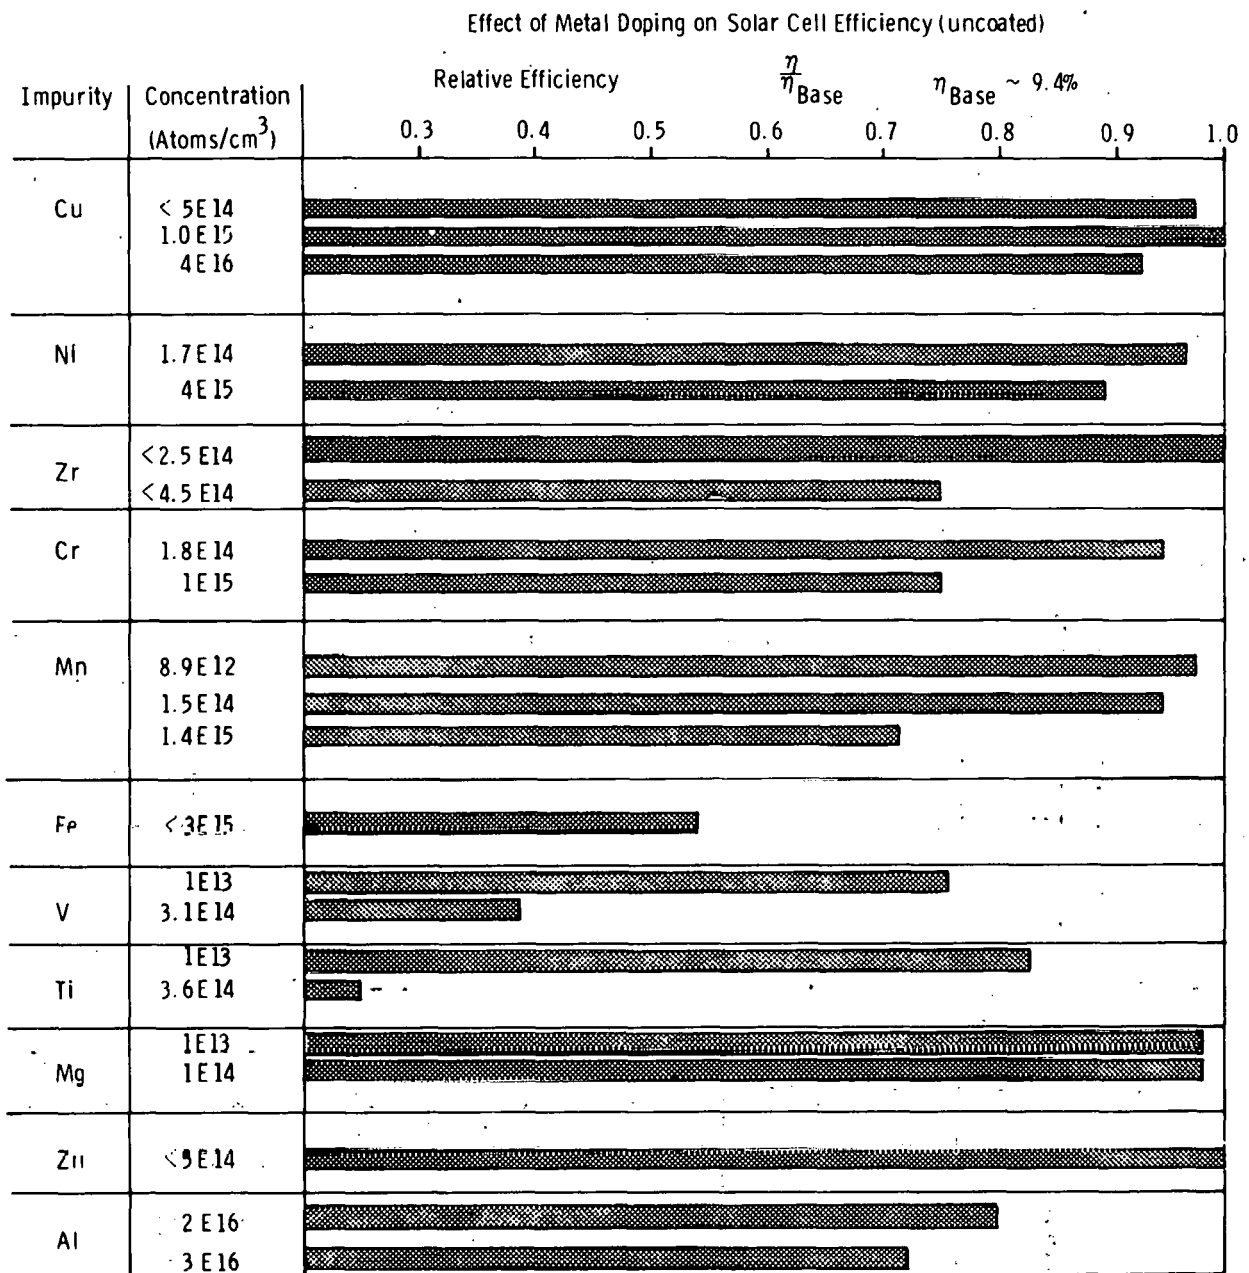 Effect of Metal Doping on Solar Cell Efficiency (uncoated)
Relative Efficiency η/η Base η Base ~ 9.4%
Impurity Concentration (Atoms/cm³)
0.3 0.4 0.5 0.6 0.7 0.8 0.9 1.0
Cu < 5E14
1.0E15
4E16
Ni 1.7E14
4E15
Zr <2.5E14
<4.5E14
Cr 1.8E14
1E15
Mn 8.9E12
1.5E14
1.4E15
Fe <3E15
V 1E13
3.1E14
Ti 1E13
3.6E14
Mg 1E13
1E14
Zn <5E14
Al 2E16
3E16